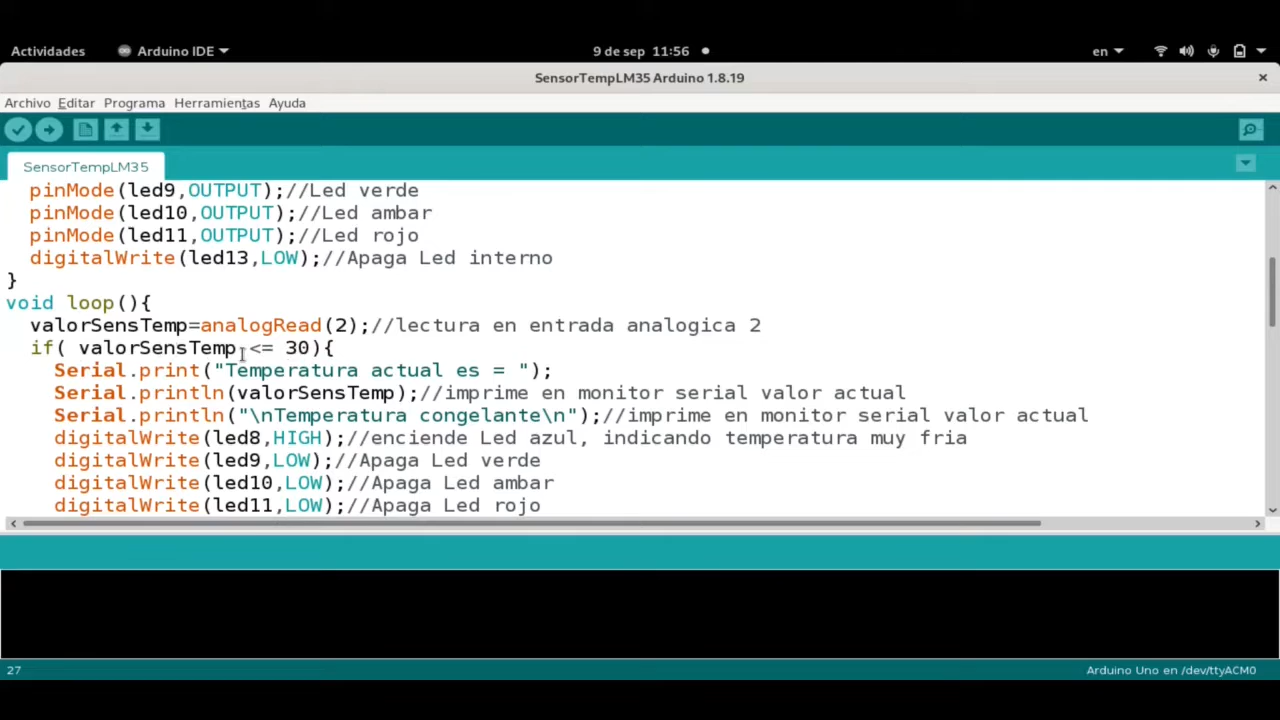 Actividades Arduino IDE 9 de sep 11:56 en
SensorTempLM35 Arduino 1.8.19
Archivo Editar Programa Herramientas Ayuda
SensorTempLM35
pinMode(led9,OUTPUT);//Led verde
pinMode(led10,OUTPUT);//Led ambar
pinMode(led11,OUTPUT);//Led rojo
digitalWrite(led13,LOW);//Apaga Led interno
}
void loop(){
valorSensTemp=analogRead(2);//lectura en entrada analogica 2
if( valorSensTemp <= 30){
Serial.print("Temperatura actual es = ");
Serial.println(valorSensTemp);//imprime en monitor serial valor actual
Serial.println("\nTemperatura congelante\n");//imprime en monitor serial valor actual
digitalWrite(led8,HIGH);//enciende Led azul, indicando temperatura muy fria
digitalWrite(led9,LOW);//Apaga Led verde
digitalWrite(led10,LOW);//Apaga Led ambar
digitalWrite(led11,LOW);//Apaga Led rojo
27 Arduino Uno en /dev/ttyACM0